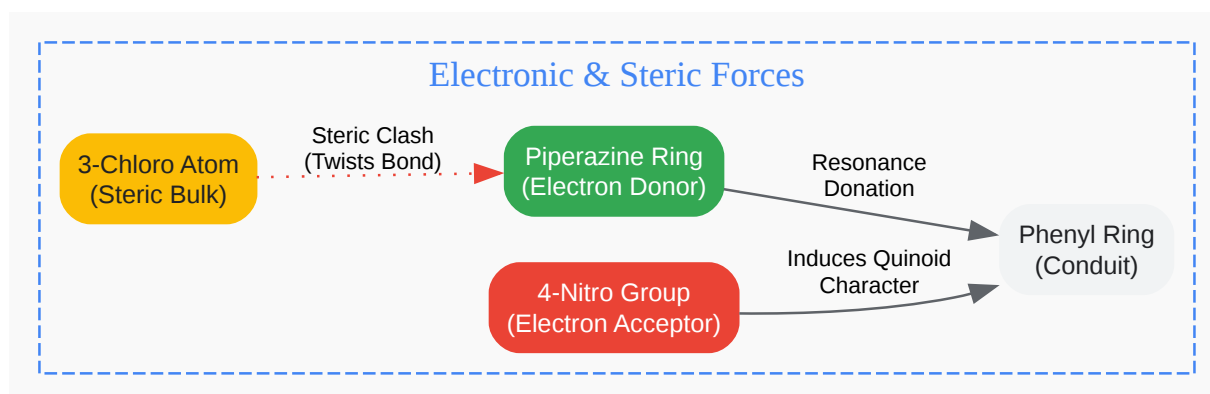 Electronic & Steric Forces
3-Chloro Atom
(Steric Bulk)
Steric Clash
(Twists Bond)
Piperazine Ring
(Electron Donor)
Resonance
Donation
4-Nitro Group
(Electron Acceptor)
Induces Quinoid
Character
Phenyl Ring
(Conduit)